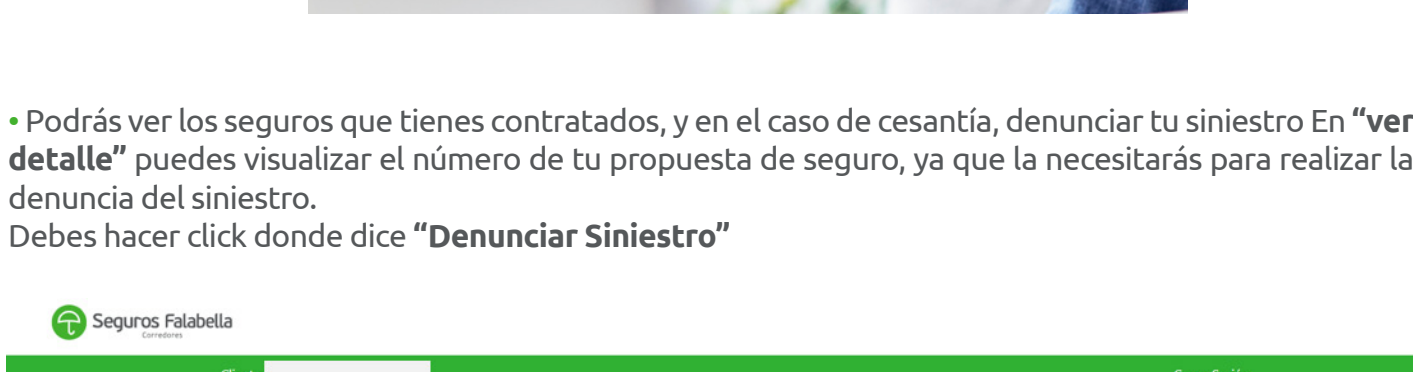 • Podrás ver los seguros que tienes contratados, y en el caso de cesantía, denunciar tu siniestro En “ver
detalle” puedes visualizar el número de tu propuesta de seguro, ya que la necesitarás para realizar la
denuncia del siniestro.
Debes hacer click donde dice “Denunciar Siniestro”
Seguros Falabella
Corredores